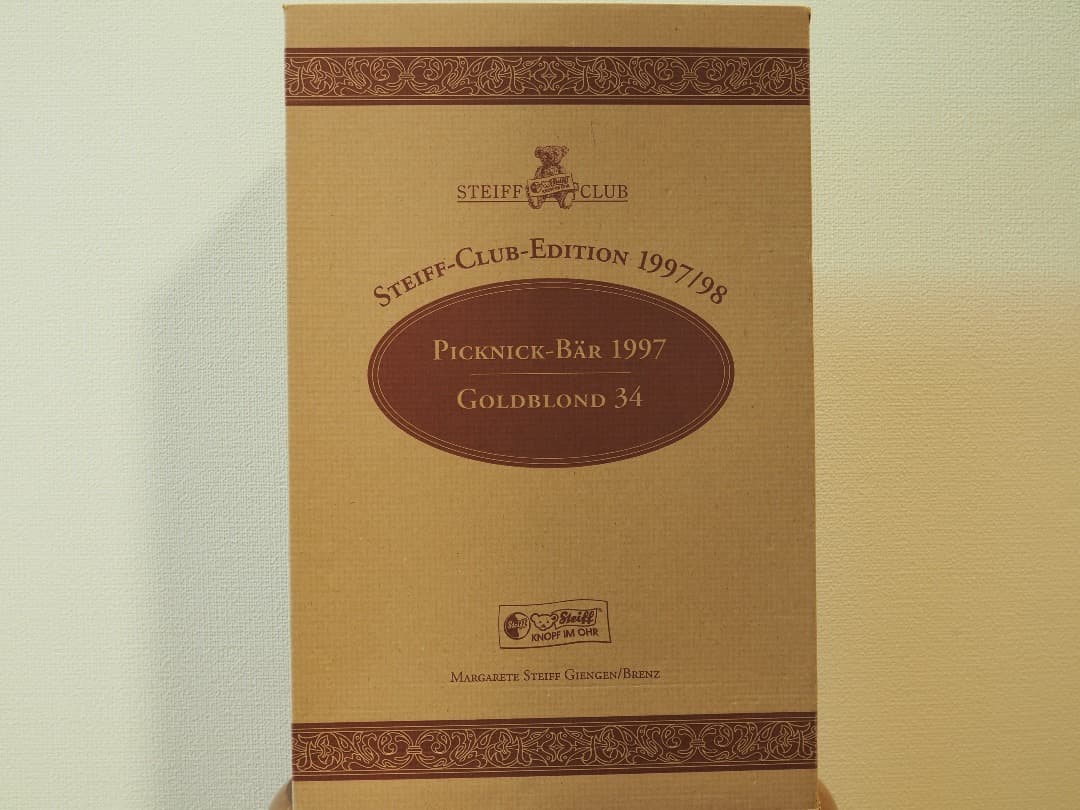 STEIFF CLUB
STEIFF-CLUB-EDITION 1997/98
PICKNICK-BÄR 1997
GOLDBLOND 34
Steiff Steiff
KNOPF IM OHR
MARGARETE STEIFF GIENGEN/BRENZ